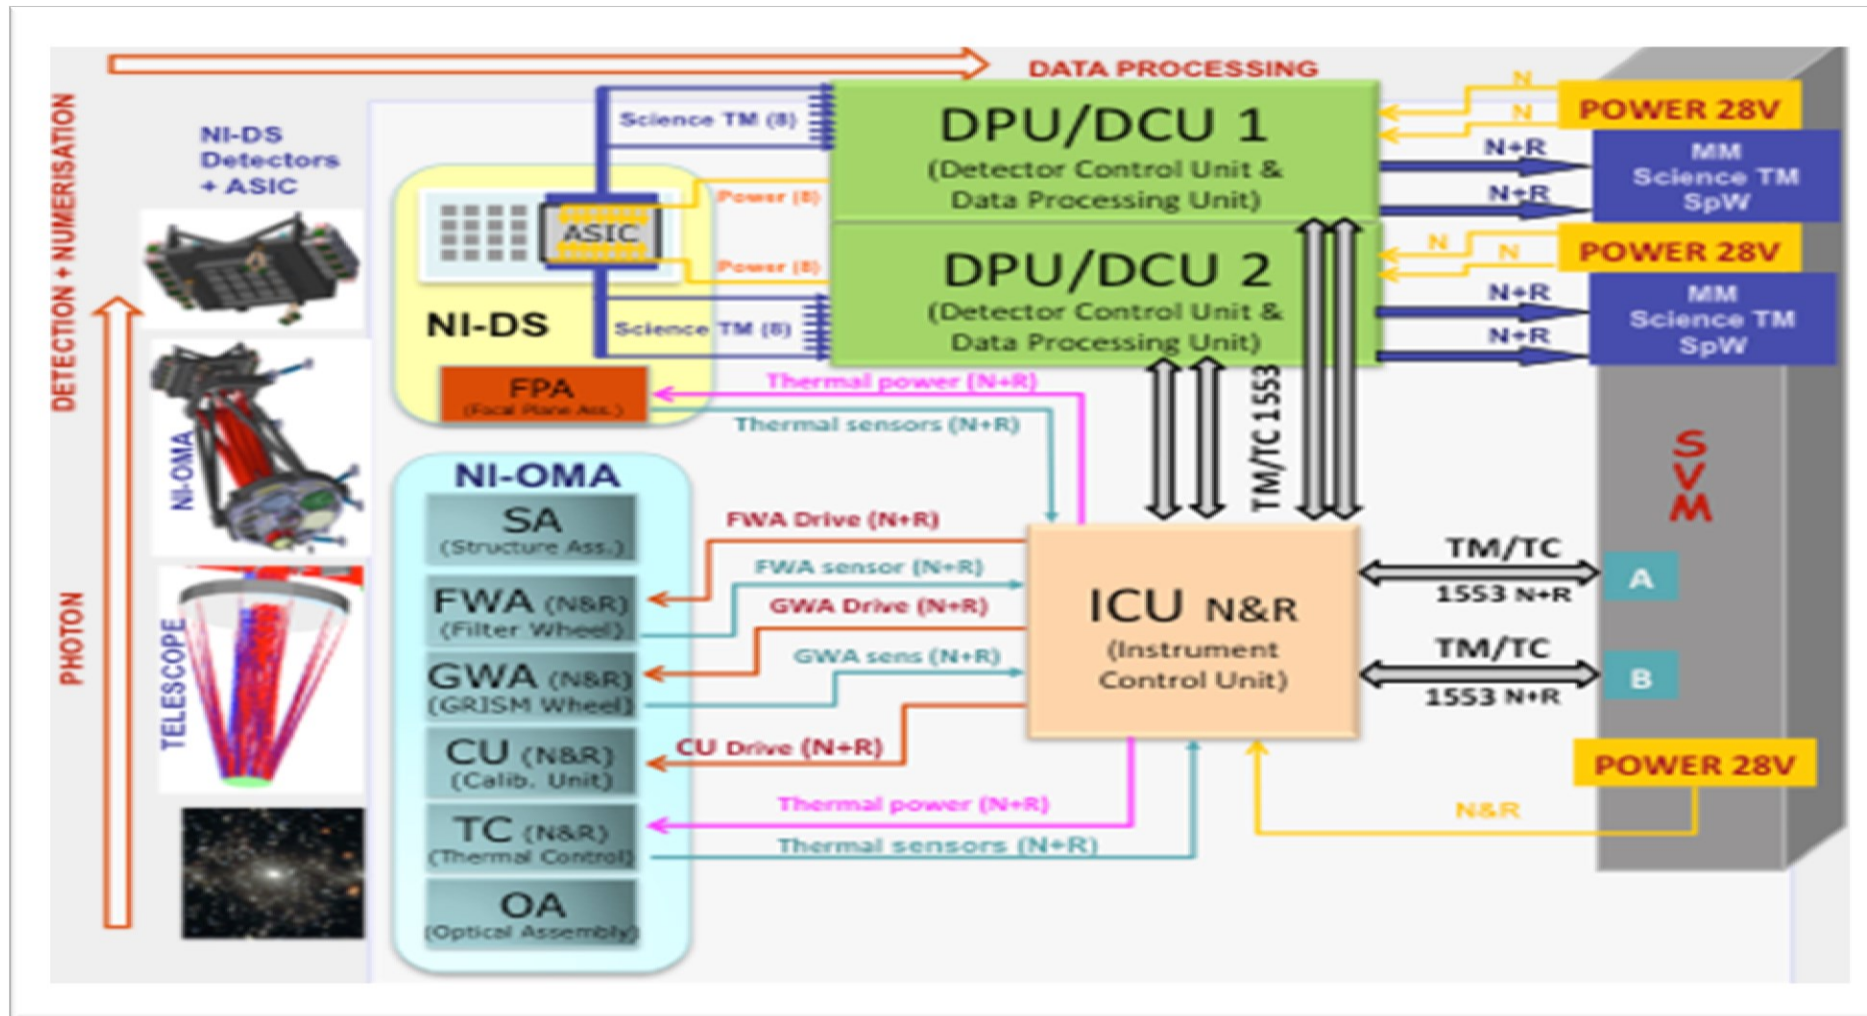 DATA PROCESSING
DETECTION + NUMERISATION
PHOTON
NI-DS
Detectors
+ ASIC
NI-OMA
TELESCOPE
Science TM (8)
Power (8)
ASIC
Power (8)
NI-DS
Science TM (8)
FPA
(Focal Plane Ass.)
DPU/DCU 1
(Detector Control Unit &
Data Processing Unit)
DPU/DCU 2
(Detector Control Unit &
Data Processing Unit)
N
N
POWER 28V
N+R
N+R
MM
Science TM
SpW
N
N
POWER 28V
N+R
N+R
MM
Science TM
SpW
Thermal power (N+R)
Thermal sensors (N+R)
TM/TC 1553
SVM
NI-OMA
SA
(Structure Ass.)
FWA (N&R)
(Filter Wheel)
GWA (N&R)
(GRISM Wheel)
CU (N&R)
(Calib. Unit)
TC (N&R)
(Thermal Control)
OA
(Optical Assembly)
FWA Drive (N+R)
FWA sensor (N+R)
GWA Drive (N+R)
GWA sens (N+R)
CU Drive (N+R)
Thermal power (N+R)
Thermal sensors (N+R)
ICU N&R
(Instrument
Control Unit)
TM/TC
1553 N+R
A
TM/TC
1553 N+R
B
POWER 28V
N&R